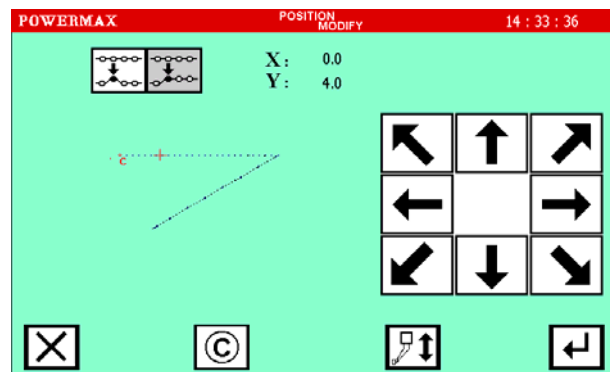 POWERMAX
POSITION
MODIFY
14 : 33 : 36
X: 0.0
Y: 4.0
c
©